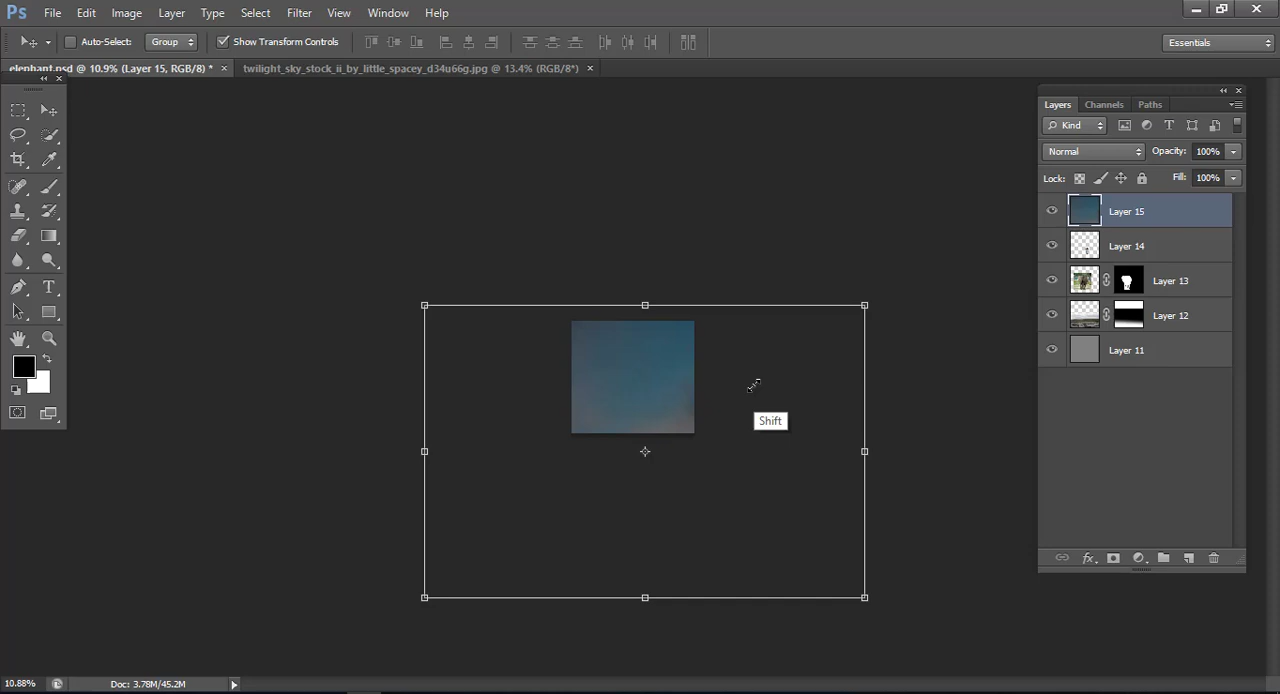 Ps File Edit Image Layer Type Select Filter View Window Help
Auto-Select: Group Show Transform Controls Essentials
elephant.psd @ 10.9% (Layer 15, RGB/8) * × twilight_sky_stock_ii_by_little_spacey_d34u66g.jpg @ 13.4% (RGB/8*) ×
Layers Channels Paths
Kind
Normal Opacity: 100%
Lock: Fill: 100%
Layer 15
Layer 14
Layer 13
Layer 12
Layer 11
Shift
10.88% Doc: 3.78M/45.2M